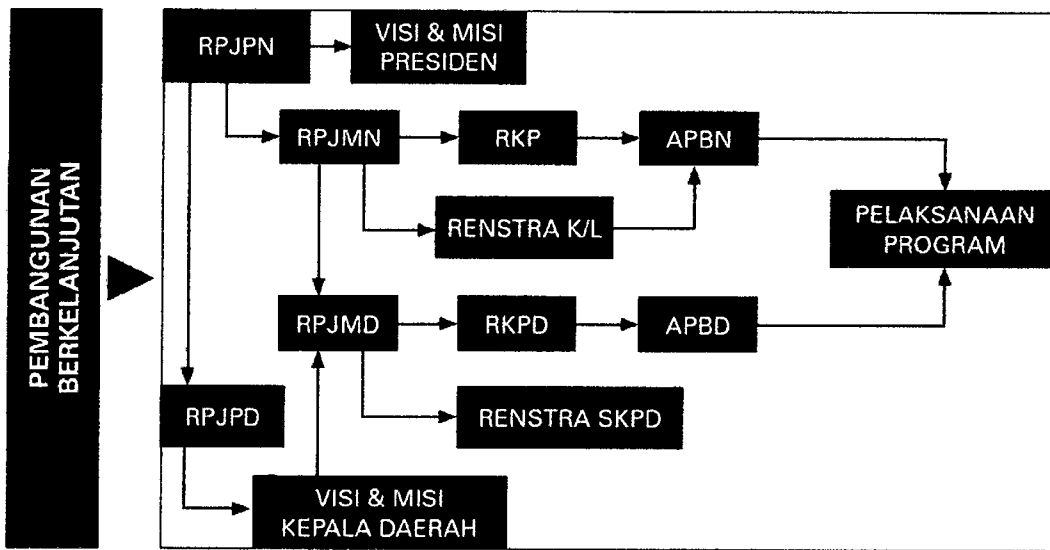 PEMBANGUNAN
BERKELANJUTAN
RPJPN
VISI & MISI
PRESIDEN
RPJMN
RKP
APBN
RENSTRA K/L
PELAKSANAAN
PROGRAM
RPJMD
RKPD
APBD
RPJPD
RENSTRA SKPD
VISI & MISI
KEPALA DAERAH